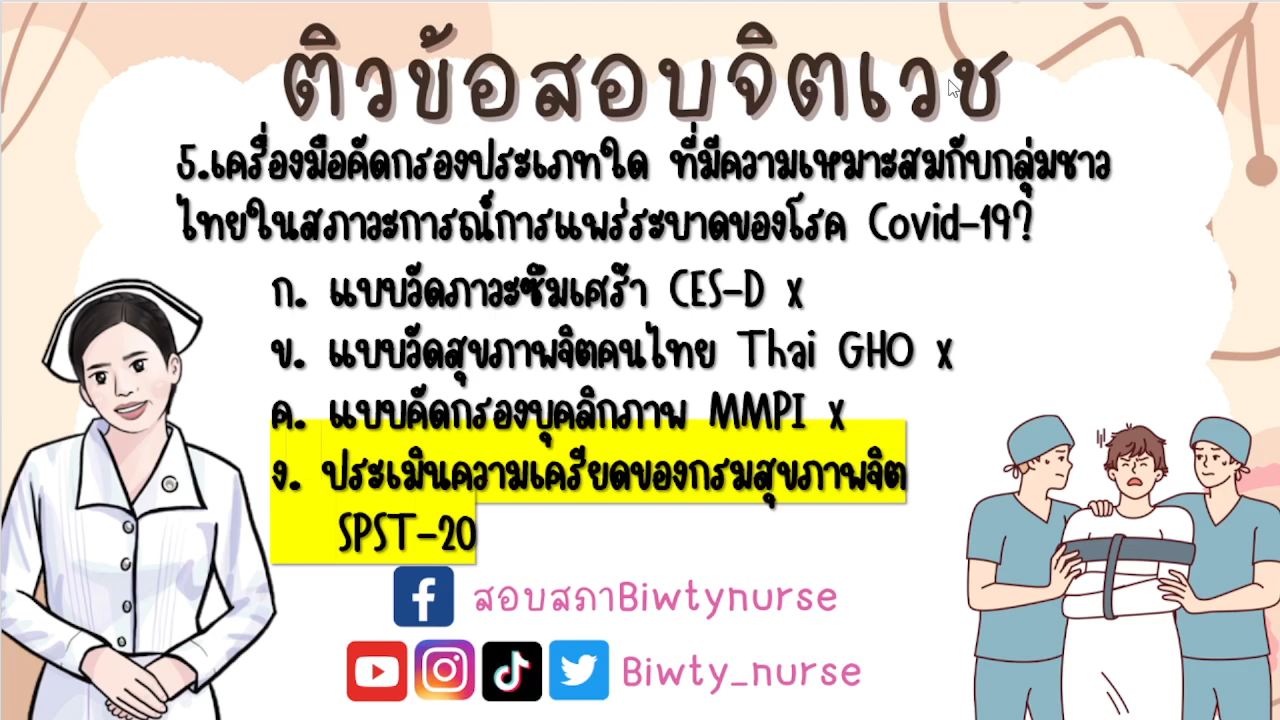 ติวข้อสอบจิตเวช
5.เครื่องมือคัดกรองประเภทใด ที่มีความเหมาะสมกับกลุ่มชาว
ไทยในสภาวะการณ์การแพร่ระบาดของโรค Covid-19?
ก. แบบวัดภาวะซึมเศร้า CES-D x
ข. แบบวัดสุขภาพจิตคนไทย Thai GHO x
ค. แบบคัดกรองบุคลิกภาพ MMPI x
ง. ประเมินความเครียดของกรมสุขภาพจิต
SPST-20
สอบสภาBiwtynurse
Biwty_nurse